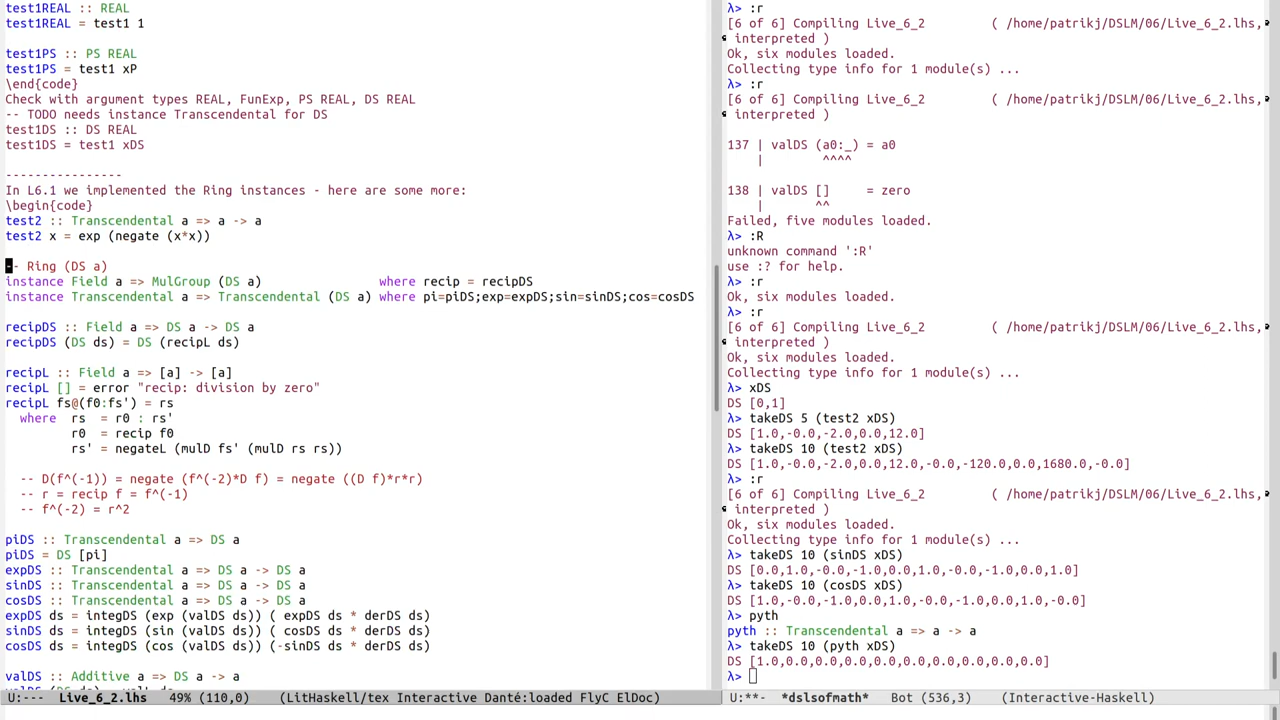 test1REAL :: REAL
test1REAL = test1 1
test1PS :: PS REAL
test1PS = test1 xP
\end{code}
Check with argument types REAL, FunExp, PS REAL, DS REAL
-- TODO needs instance Transcendental for DS
test1DS :: DS REAL
test1DS = test1 xDS
---------------
In L6.1 we implemented the Ring instances - here are some more:
\begin{code}
test2 :: Transcendental a => a -> a
test2 x = exp (negate (x*x))
-- Ring (DS a)
instance Field a => MulGroup (DS a)                   where recip = recipDS
instance Transcendental a => Transcendental (DS a) where pi=piDS;exp=expDS;sin=sinDS;cos=cosDS
recipDS :: Field a => DS a -> DS a
recipDS (DS ds) = DS (recipL ds)
recipL :: Field a => [a] -> [a]
recipL [] = error "recip: division by zero"
recipL fs@(f0:fs') = rs
  where  rs  = r0 : rs'
         r0  = recip f0
         rs' = negateL (mulD fs' (mulD rs rs))
  -- D(f^(-1)) = negate (f^(-2)*D f) = negate ((D f)*r*r)
  -- r = recip f = f^(-1)
  -- f^(-2) = r^2
piDS :: Transcendental a => DS a
piDS = DS [pi]
expDS :: Transcendental a => DS a -> DS a
sinDS :: Transcendental a => DS a -> DS a
cosDS :: Transcendental a => DS a -> DS a
expDS ds = integDS (exp (valDS ds)) ( expDS ds * derDS ds)
sinDS ds = integDS (sin (valDS ds)) ( cosDS ds * derDS ds)
cosDS ds = integDS (cos (valDS ds)) (-sinDS ds * derDS ds)
valDS :: Additive a => DS a -> a
U:---  Live_6_2.lhs   49% (110,0)    (LitHaskell/tex Interactive Danté:loaded FlyC ElDoc)
λ> :r
[6 of 6] Compiling Live_6_2         ( /home/patrikj/DSLM/06/Live_6_2.lhs,
interpreted )
Ok, six modules loaded.
Collecting type info for 1 module(s) ...
λ> :r
[6 of 6] Compiling Live_6_2         ( /home/patrikj/DSLM/06/Live_6_2.lhs,
interpreted )
137 | valDS (a0:_) = a0
    |        ^^^^
138 | valDS []     = zero
    |       ^^
Failed, five modules loaded.
λ> :R
unknown command ':R'
use :? for help.
λ> :r
Ok, six modules loaded.
λ> :r
[6 of 6] Compiling Live_6_2         ( /home/patrikj/DSLM/06/Live_6_2.lhs,
interpreted )
Ok, six modules loaded.
Collecting type info for 1 module(s) ...
λ> xDS
DS [0,1]
λ> takeDS 5 (test2 xDS)
DS [1.0,-0.0,-2.0,0.0,12.0]
λ> takeDS 10 (test2 xDS)
DS [1.0,-0.0,-2.0,0.0,12.0,-0.0,-120.0,0.0,1680.0,-0.0]
λ> :r
[6 of 6] Compiling Live_6_2         ( /home/patrikj/DSLM/06/Live_6_2.lhs,
interpreted )
Ok, six modules loaded.
Collecting type info for 1 module(s) ...
λ> takeDS 10 (sinDS xDS)
DS [0.0,1.0,-0.0,-1.0,0.0,1.0,-0.0,-1.0,0.0,1.0]
λ> takeDS 10 (cosDS xDS)
DS [1.0,-0.0,-1.0,0.0,1.0,-0.0,-1.0,0.0,1.0,-0.0]
λ> pyth
pyth :: Transcendental a => a -> a
λ> takeDS 10 (pyth xDS)
DS [1.0,0.0,0.0,0.0,0.0,0.0,0.0,0.0,0.0,0.0]
λ>
U:**-  *dslsofmath*   Bot (536,3)    (Interactive-Haskell)